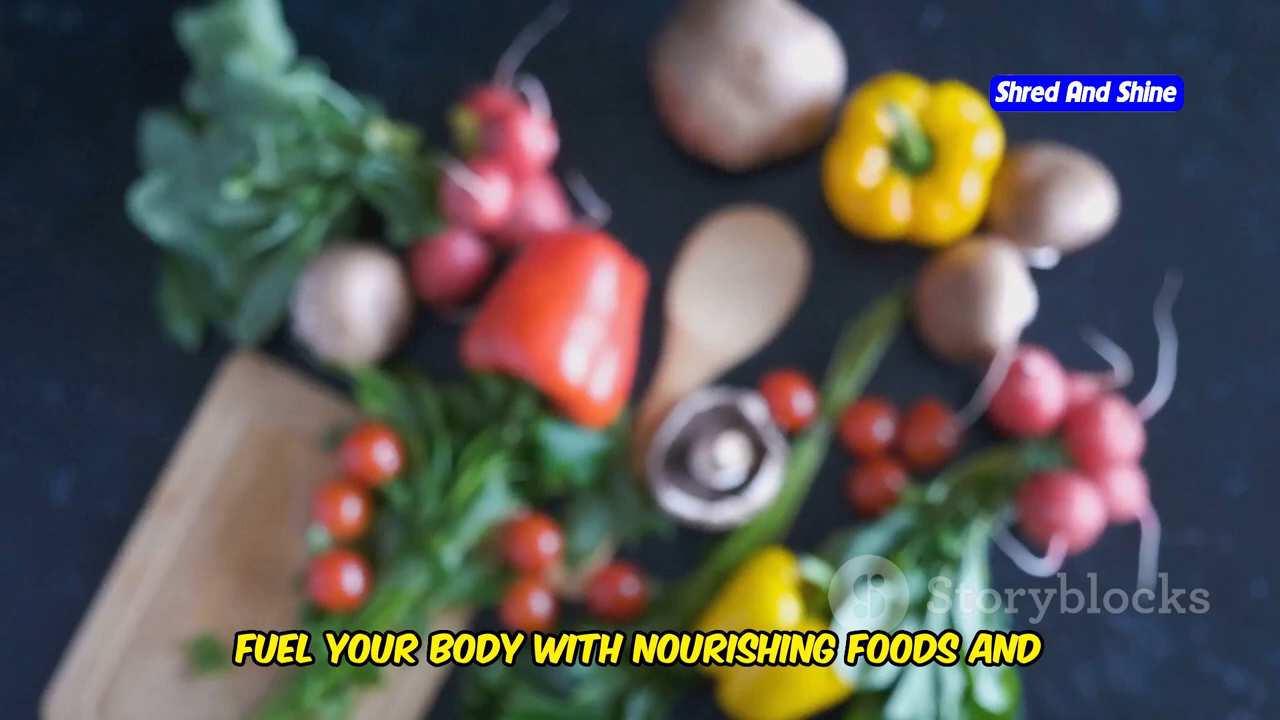 Shred And Shine
Storyblocks
FUEL YOUR BODY WITH NOURISHING FOODS AND